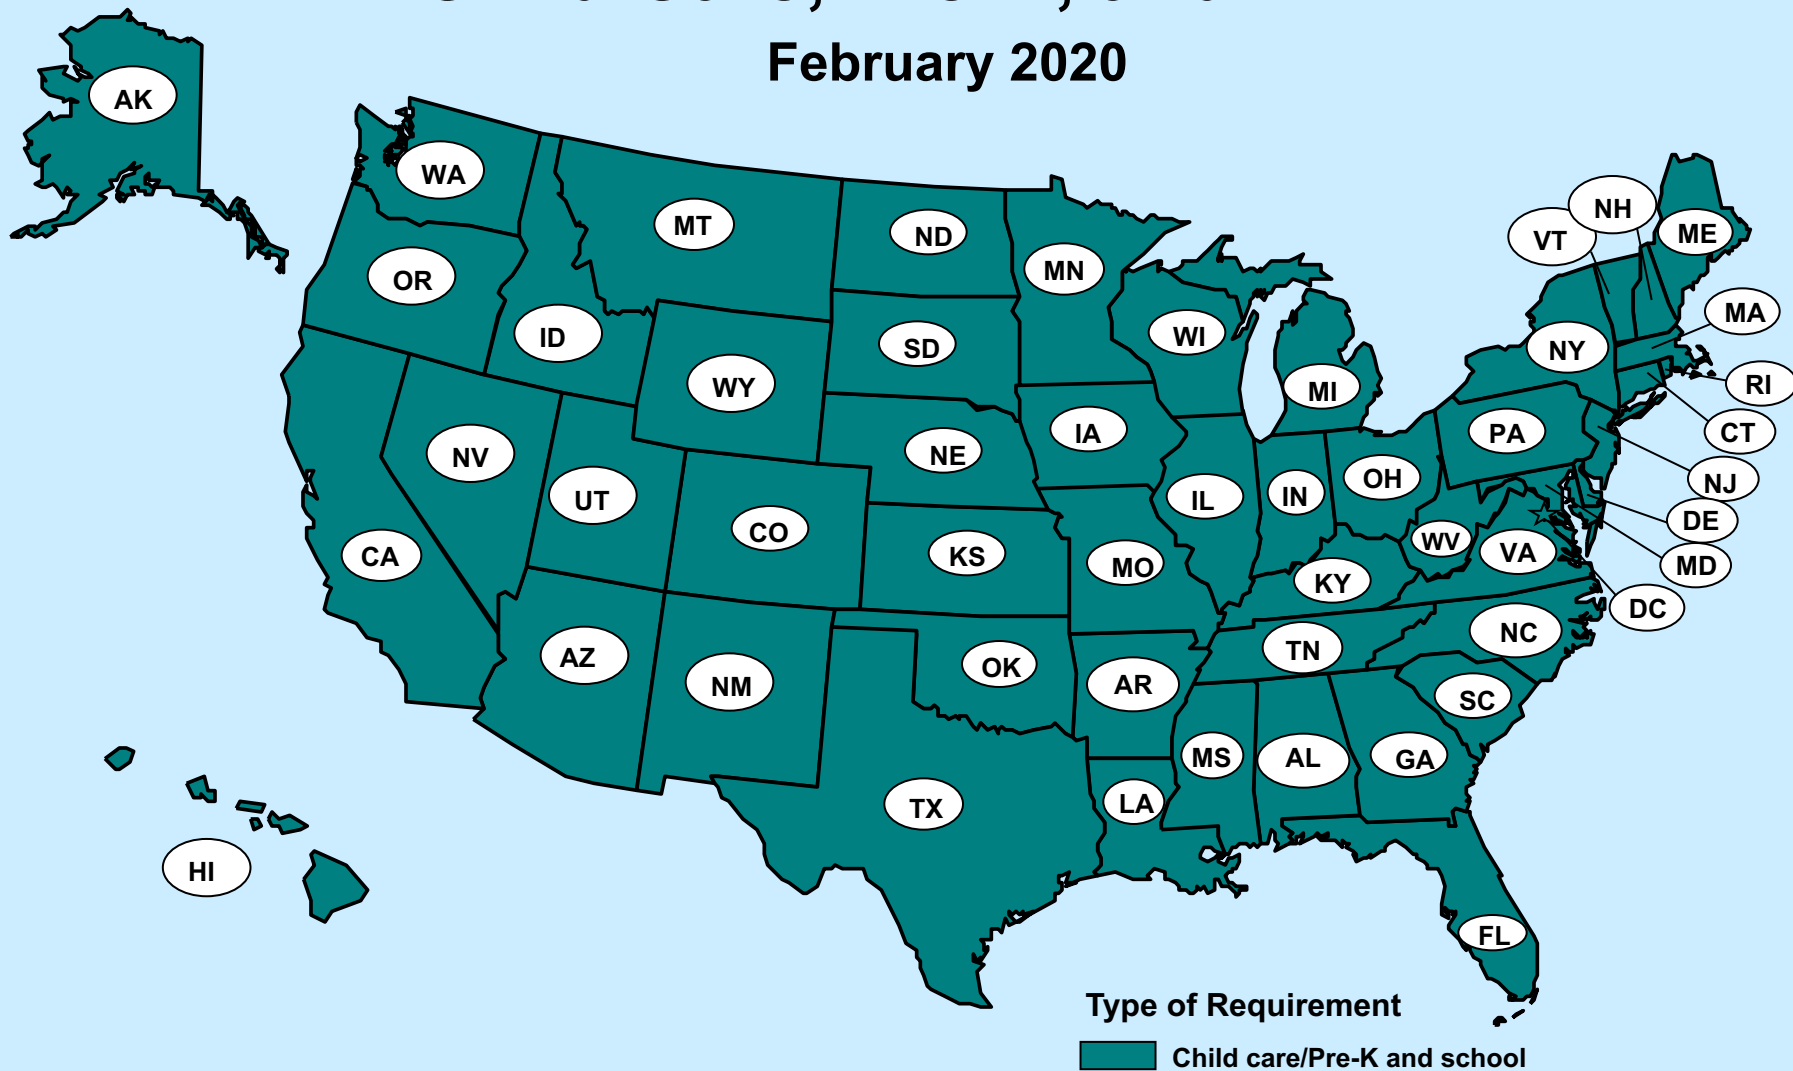 February 2020
AK
WA
MT
ND
MN
VT
NH
ME
OR
ID
SD
WI
NY
MA
WY
MI
RI
NV
UT
CO
NE
IA
IL
IN
OH
PA
CT
NJ
CA
KS
MO
KY
WV
VA
DE
MD
DC
AZ
NM
OK
AR
TN
NC
SC
TX
LA
MS
AL
GA
HI
FL
Type of Requirement
Child care/Pre-K and school